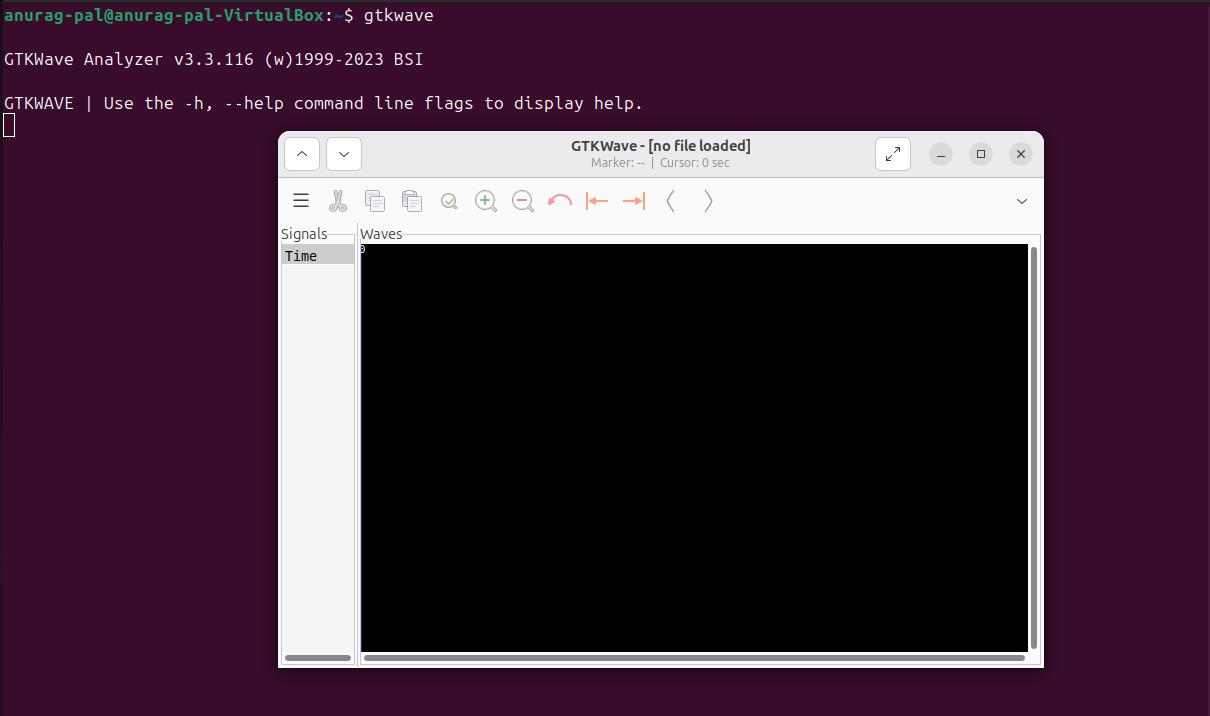 anurag-pal@anurag-pal-VirtualBox:~$ gtkwave
GTKWave Analyzer v3.3.116 (w)1999-2023 BSI
GTKWAVE | Use the -h, --help command line flags to display help.
GTKWave - [no file loaded]
Marker: -- | Cursor: 0 sec
Signals
Waves
Time
0